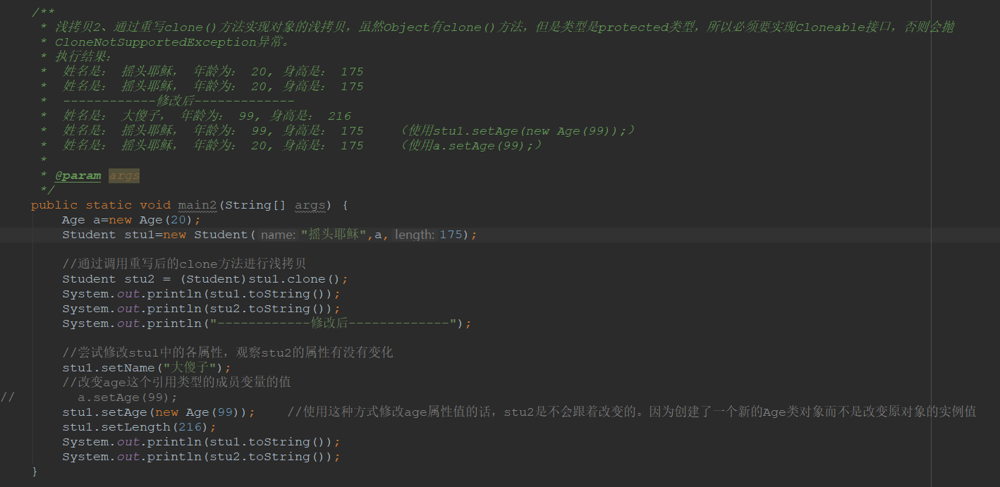 /**
* 浅拷贝2、通过重写clone()方法实现对象的浅拷贝，虽然Object有clone()方法，但是类型是protected类型，所以必须要实现Cloneable接口，否则会抛
* CloneNotSupportedException异常。
* 执行结果：
* 姓名是： 摇头耶稣， 年龄为： 20, 身高是： 175
* 姓名是： 摇头耶稣， 年龄为： 20, 身高是： 175
* ------------修改后-------------
* 姓名是： 大傻子， 年龄为： 99, 身高是： 216
* 姓名是： 摇头耶稣， 年龄为： 99, 身高是： 175 （使用stu1.setAge(new Age(99));）
* 姓名是： 摇头耶稣， 年龄为： 20, 身高是： 175 （使用a.setAge(99);）
*
* @param args
*/
public static void main2(String[] args) {
Age a=new Age(20);
Student stu1=new Student( name: "摇头耶稣",a, length: 175);
//通过调用重写后的clone方法进行浅拷贝
Student stu2 = (Student)stu1.clone();
System.out.println(stu1.toString());
System.out.println(stu2.toString());
System.out.println("------------修改后-------------");
//尝试修改stu1中的各属性，观察stu2的属性有没有变化
stu1.setName("大傻子");
//改变age这个引用类型的成员变量的值
// a.setAge(99);
stu1.setAge(new Age(99)); //使用这种方式修改age属性值的话，stu2是不会跟着改变的。因为创建了一个新的Age类对象而不是改变原对象的实例值
stu1.setLength(216);
System.out.println(stu1.toString());
System.out.println(stu2.toString());
}